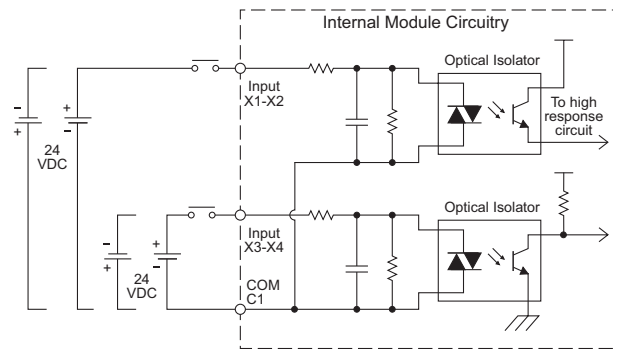 Internal Module Circuitry
Optical Isolator
Input
X1-X2
To high
response
circuit
-
+
+
-
24
VDC
Optical Isolator
Input
X3-X4
-
+
+
-
24
VDC
COM
C1